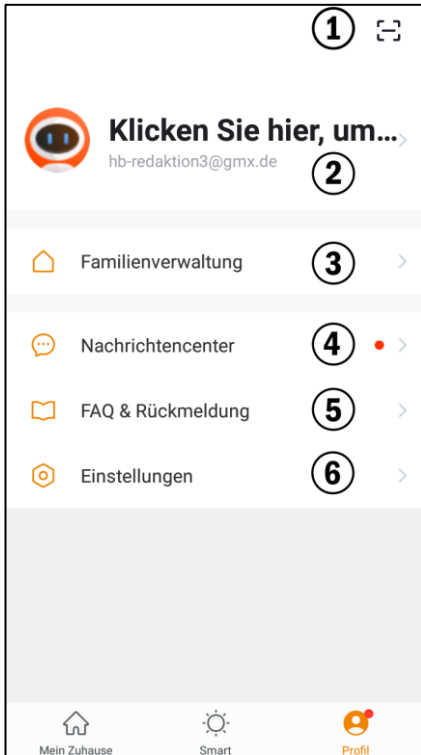 1
Klicken Sie hier, um...
hb-redaktion3@gmx.de
2
Familienverwaltung 3
Nachrichtencenter 4
FAQ & Rückmeldung 5
Einstellungen 6
Mein Zuhause Smart Profil